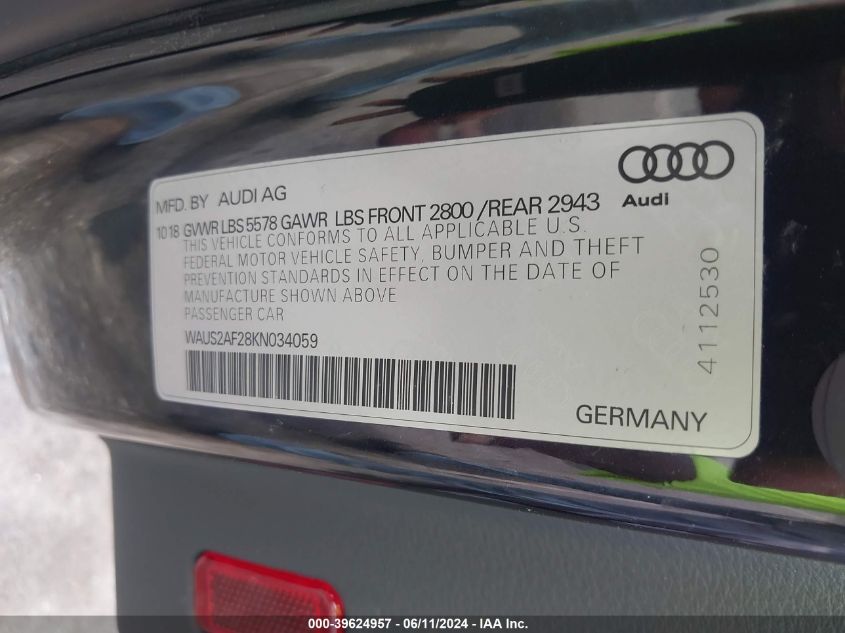 MFD. BY AUDI AG
Audi
10 18 GVWR LBS 5578 GAWR LBS FRONT 2800 /REAR 2943
THIS VEHICLE CONFORMS TO ALL APPLICABLE U.S.
FEDERAL MOTOR VEHICLE SAFETY, BUMPER AND THEFT
PREVENTION STANDARDS IN EFFECT ON THE DATE OF
MANUFACTURE SHOWN ABOVE
PASSENGER CAR
WAUS2AF28KN034059
4112530
GERMANY
000-39624957 - 06/11/2024 - IAA Inc.